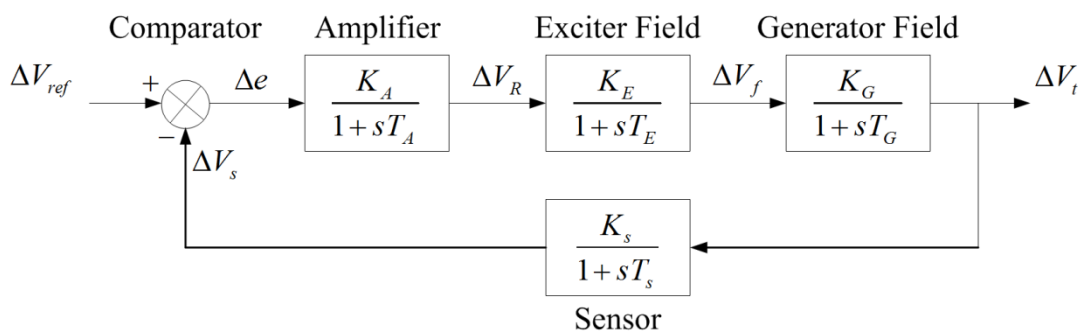 Comparator Amplifier Exciter Field Generator Field
ΔV_ref + Δe K_A ΔV_R K_E ΔV_f K_G ΔV_t
1 + sT_A 1 + sT_E 1 + sT_G
−
ΔV_s
K_s
1 + sT_s
Sensor